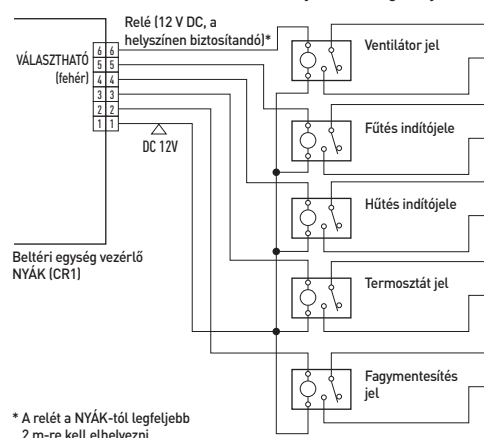 Relé (12 V DC, a
helyszínen biztosítandó)*
VÁLASZTHATÓ
(fehér)
6 6
5 5
4 4
3 3
2 2
1 1
DC 12V
Beltéri egység vezérlő
NYÁK (CR1)
Ventilátor jel
Fűtés indítójele
Hűtés indítójele
Termosztát jel
Fagymentesítés
jel
* A relét a NYÁK-tól legfeljebb
2 m-re kell elhelyezni